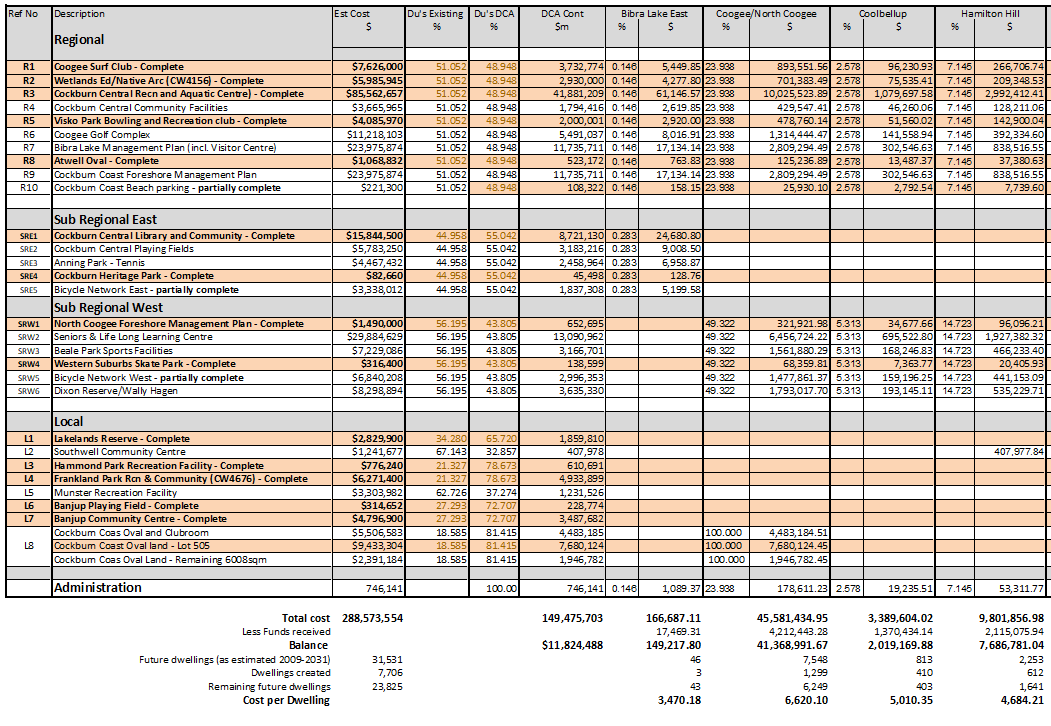 Ref No Description Est Cost Du's Existing Du's DCA DCA Cont Bibra Lake East Coogee/North Coogee Coolbellup Hamilton Hill
$ % % $m % $ % $ % $ % $
Regional
R1 Coogee Surf Club - Complete $7,626,000 51.052 48.948 3,732,774 0.146 5,449.85 23.938 893,551.56 2.578 96,230.93 7.145 266,706.74
R2 Wetlands Ed/Native Arc (CW4156) - Complete $5,985,945 51.052 48.948 2,930,000 0.146 4,277.80 23.938 701,383.49 2.578 75,535.41 7.145 209,348.53
R3 Cockburn Central Recn and Aquatic Centre) - Complete $85,562,657 51.052 48.948 41,881,209 0.146 61,146.57 23.938 10,025,523.89 2.578 1,079,697.58 7.145 2,992,412.41
R4 Cockburn Central Community Facilities $3,665,965 51.052 48.948 1,794,416 0.146 2,619.85 23.938 429,547.41 2.578 46,260.06 7.145 128,211.06
R5 Visko Park Bowling and Recreation club - Complete $4,085,970 51.052 48.948 2,000,001 0.146 2,920.00 23.938 478,760.14 2.578 51,560.02 7.145 142,900.04
R6 Coogee Golf Complex $11,218,103 51.052 48.948 5,491,037 0.146 8,016.91 23.938 1,314,444.47 2.578 141,558.94 7.145 392,334.60
R7 Bibra Lake Management Plan (incl. Visitor Centre) $23,975,874 51.052 48.948 11,735,711 0.146 17,134.14 23.938 2,809,294.49 2.578 302,546.63 7.145 838,516.55
R8 Atwell Oval - Complete $1,068,832 51.052 48.948 523,172 0.146 763.83 23.938 125,236.89 2.578 13,487.37 7.145 37,380.63
R9 Cockburn Coast Foreshore Management Plan $23,975,874 51.052 48.948 11,735,711 0.146 17,134.14 23.938 2,809,294.49 2.578 302,546.63 7.145 838,516.55
R10 Cockburn Coast Beach parking - partially complete $221,300 51.052 48.948 108,322 0.146 158.15 23.938 25,930.10 2.578 2,792.54 7.145 7,739.60
Sub Regional East
SRE1 Cockburn Central Library and Community - Complete $15,844,500 44.958 55.042 8,721,130 0.283 24,680.80
SRE2 Cockburn Central Playing Fields $5,783,250 44.958 55.042 3,183,216 0.283 9,008.50
SRE3 Anning Park - Tennis $4,467,432 44.958 55.042 2,458,964 0.283 6,958.87
SRE4 Cockburn Heritage Park - Complete $82,660 44.958 55.042 45,498 0.283 128.76
SRE5 Bicycle Network East - partially complete $3,338,012 44.958 55.042 1,837,308 0.283 5,199.58
Sub Regional West
SRW1 North Coogee Foreshore Management Plan - Complete $1,490,000 56.195 43.805 652,695 49.322 321,921.98 5.313 34,677.66 14.723 96,096.21
SRW2 Seniors & Life Long Learning Centre $29,884,629 56.195 43.805 13,090,962 49.322 6,456,724.22 5.313 695,522.80 14.723 1,927,382.32
SRW3 Beale Park Sports Facilities $7,229,086 56.195 43.805 3,166,701 49.322 1,561,880.29 5.313 168,246.83 14.723 466,233.40
SRW4 Western Suburbs Skate Park - Complete $316,400 56.195 43.805 138,599 49.322 68,359.81 5.313 7,363.77 14.723 20,405.93
SRW5 Bicycle Network West - partially complete $6,840,208 56.195 43.805 2,996,353 49.322 1,477,861.37 5.313 159,196.25 14.723 441,153.09
SRW6 Dixon Reserve/Wally Hagen $8,298,894 56.195 43.805 3,635,330 49.322 1,793,017.70 5.313 193,145.11 14.723 535,229.71
Local
L1 Lakelands Reserve - Complete $2,829,900 34.280 65.720 1,859,810
L2 Southwell Community Centre $1,241,677 67.143 32.857 407,978 407,977.84
L3 Hammond Park Recreation Facility - Complete $776,240 21.327 78.673 610,691
L4 Frankland Park Rcn & Community (CW4676) - Complete $6,271,400 21.327 78.673 4,933,899
L5 Munster Recreation Facility $3,303,982 62.726 37.274 1,231,526
L6 Banjup Playing Field - Complete $314,652 27.293 72.707 228,774
L7 Banjup Community Centre - Complete $4,796,900 27.293 72.707 3,487,682
Cockburn Coas Oval and Clubroom $5,506,583 18.585 81.415 4,483,185 100.000 4,483,184.51
L8 Cockburn Coast Oval land - Lot 505 $9,433,304 18.585 81.415 7,680,124 100.000 7,680,124.45
Cockburn Coas Oval Land - Remaining 6008sqm $2,391,184 18.585 81.415 1,946,782 100.000 1,946,782.45
Administration 746,141 100.00 746,141 0.146 1,089.37 23.938 178,611.23 2.578 19,235.51 7.145 53,311.77
Total cost 288,573,554 149,475,703 166,687.11 45,581,434.95 3,389,604.02 9,801,856.98
Less Funds received 17,469.31 4,212,443.28 1,370,434.14 2,115,075.94
Balance $11,824,488 149,217.80 41,368,991.67 2,019,169.88 7,686,781.04
Future dwellings (as estimated 2009-2031) 31,531 46 7,548 813 2,253
Dwellings created 7,706 3 1,299 410 612
Remaining future dwellings 23,825 43 6,249 403 1,641
Cost per Dwelling 3,470.18 6,620.10 5,010.35 4,684.21